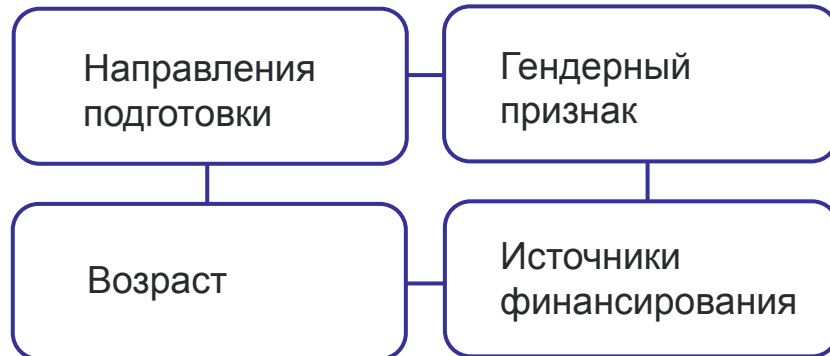 Направления
подготовки
Гендерный
признак
Возраст
Источники
финансирования